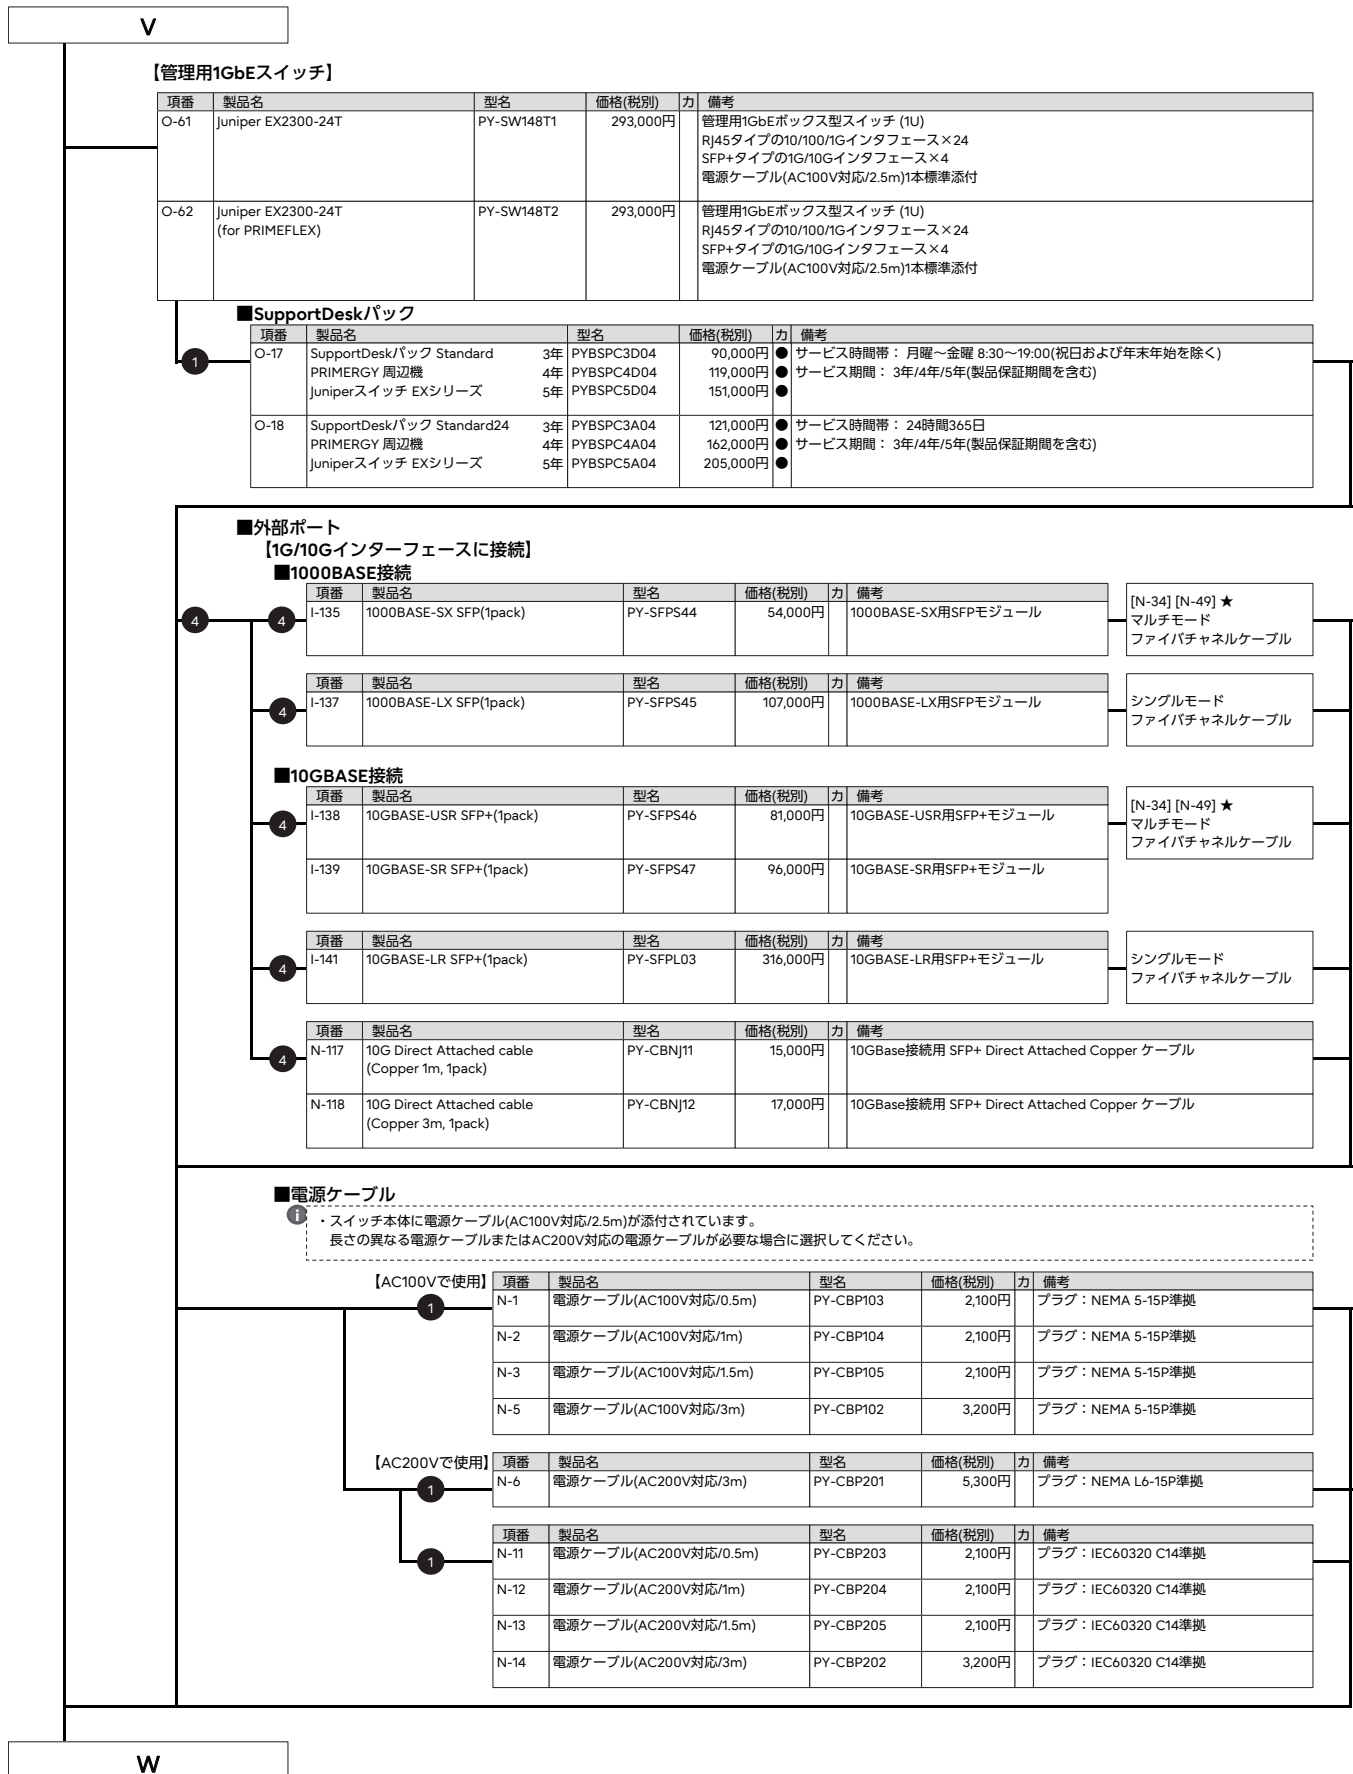 V
【管理用1GbEスイッチ】
項番 製品名 型名 価格(税別) カ 備考
O-61 Juniper EX2300-24T PY-SW148T1 293,000円 管理用1GbEボックス型スイッチ (1U)
RJ45タイプの10/100/1Gインタフェース×24
SFP+タイプの1G/10Gインタフェース×4
電源ケーブル(AC100V対応/2.5m)1本標準添付
O-62 Juniper EX2300-24T PY-SW148T2 293,000円 管理用1GbEボックス型スイッチ (1U)
(for PRIMEFLEX) RJ45タイプの10/100/1Gインタフェース×24
SFP+タイプの1G/10Gインタフェース×4
電源ケーブル(AC100V対応/2.5m)1本標準添付
■SupportDeskパック
項番 製品名 型名 価格(税別) カ 備考
1 O-17 SupportDeskパック Standard 3年 PYBSPC3D04 90,000円 ● サービス時間帯： 月曜～金曜 8:30～19:00(祝日および年末年始を除く)
PRIMERGY 周辺機 4年 PYBSPC4D04 119,000円 ● サービス期間： 3年/4年/5年(製品保証期間を含む)
Juniperスイッチ EXシリーズ 5年 PYBSPC5D04 151,000円 ●
O-18 SupportDeskパック Standard24 3年 PYBSPC3A04 121,000円 ● サービス時間帯： 24時間365日
PRIMERGY 周辺機 4年 PYBSPC4A04 162,000円 ● サービス期間： 3年/4年/5年(製品保証期間を含む)
Juniperスイッチ EXシリーズ 5年 PYBSPC5A04 205,000円 ●
■外部ポート
【1G/10Gインターフェースに接続】
■1000BASE接続
項番 製品名 型名 価格(税別) カ 備考
4 4 I-135 1000BASE-SX SFP(1pack) PY-SFPS44 54,000円 1000BASE-SX用SFPモジュール
[N-34] [N-49] ★
マルチモード
ファイバチャネルケーブル
項番 製品名 型名 価格(税別) カ 備考
4 I-137 1000BASE-LX SFP(1pack) PY-SFPS45 107,000円 1000BASE-LX用SFPモジュール
シングルモード
ファイバチャネルケーブル
■10GBASE接続
項番 製品名 型名 価格(税別) カ 備考
4 I-138 10GBASE-USR SFP+(1pack) PY-SFPS46 81,000円 10GBASE-USR用SFP+モジュール
[N-34] [N-49] ★
マルチモード
ファイバチャネルケーブル
I-139 10GBASE-SR SFP+(1pack) PY-SFPS47 96,000円 10GBASE-SR用SFP+モジュール
項番 製品名 型名 価格(税別) カ 備考
4 I-141 10GBASE-LR SFP+(1pack) PY-SFPL03 316,000円 10GBASE-LR用SFP+モジュール
シングルモード
ファイバチャネルケーブル
項番 製品名 型名 価格(税別) カ 備考
4 N-117 10G Direct Attached cable PY-CBNJ11 15,000円 10GBase接続用 SFP+ Direct Attached Copper ケーブル
(Copper 1m, 1pack)
N-118 10G Direct Attached cable PY-CBNJ12 17,000円 10GBase接続用 SFP+ Direct Attached Copper ケーブル
(Copper 3m, 1pack)
■電源ケーブル
i ・スイッチ本体に電源ケーブル(AC100V対応/2.5m)が添付されています。
長さの異なる電源ケーブルまたはAC200V対応の電源ケーブルが必要な場合に選択してください。
【AC100Vで使用】 項番 製品名 型名 価格(税別) カ 備考
1 N-1 電源ケーブル(AC100V対応/0.5m) PY-CBP103 2,100円 プラグ：NEMA 5-15P準拠
N-2 電源ケーブル(AC100V対応/1m) PY-CBP104 2,100円 プラグ：NEMA 5-15P準拠
N-3 電源ケーブル(AC100V対応/1.5m) PY-CBP105 2,100円 プラグ：NEMA 5-15P準拠
N-5 電源ケーブル(AC100V対応/3m) PY-CBP102 3,200円 プラグ：NEMA 5-15P準拠
【AC200Vで使用】 項番 製品名 型名 価格(税別) カ 備考
1 N-6 電源ケーブル(AC200V対応/3m) PY-CBP201 5,300円 プラグ：NEMA L6-15P準拠
項番 製品名 型名 価格(税別) カ 備考
1 N-11 電源ケーブル(AC200V対応/0.5m) PY-CBP203 2,100円 プラグ：IEC60320 C14準拠
N-12 電源ケーブル(AC200V対応/1m) PY-CBP204 2,100円 プラグ：IEC60320 C14準拠
N-13 電源ケーブル(AC200V対応/1.5m) PY-CBP205 2,100円 プラグ：IEC60320 C14準拠
N-14 電源ケーブル(AC200V対応/3m) PY-CBP202 3,200円 プラグ：IEC60320 C14準拠
W